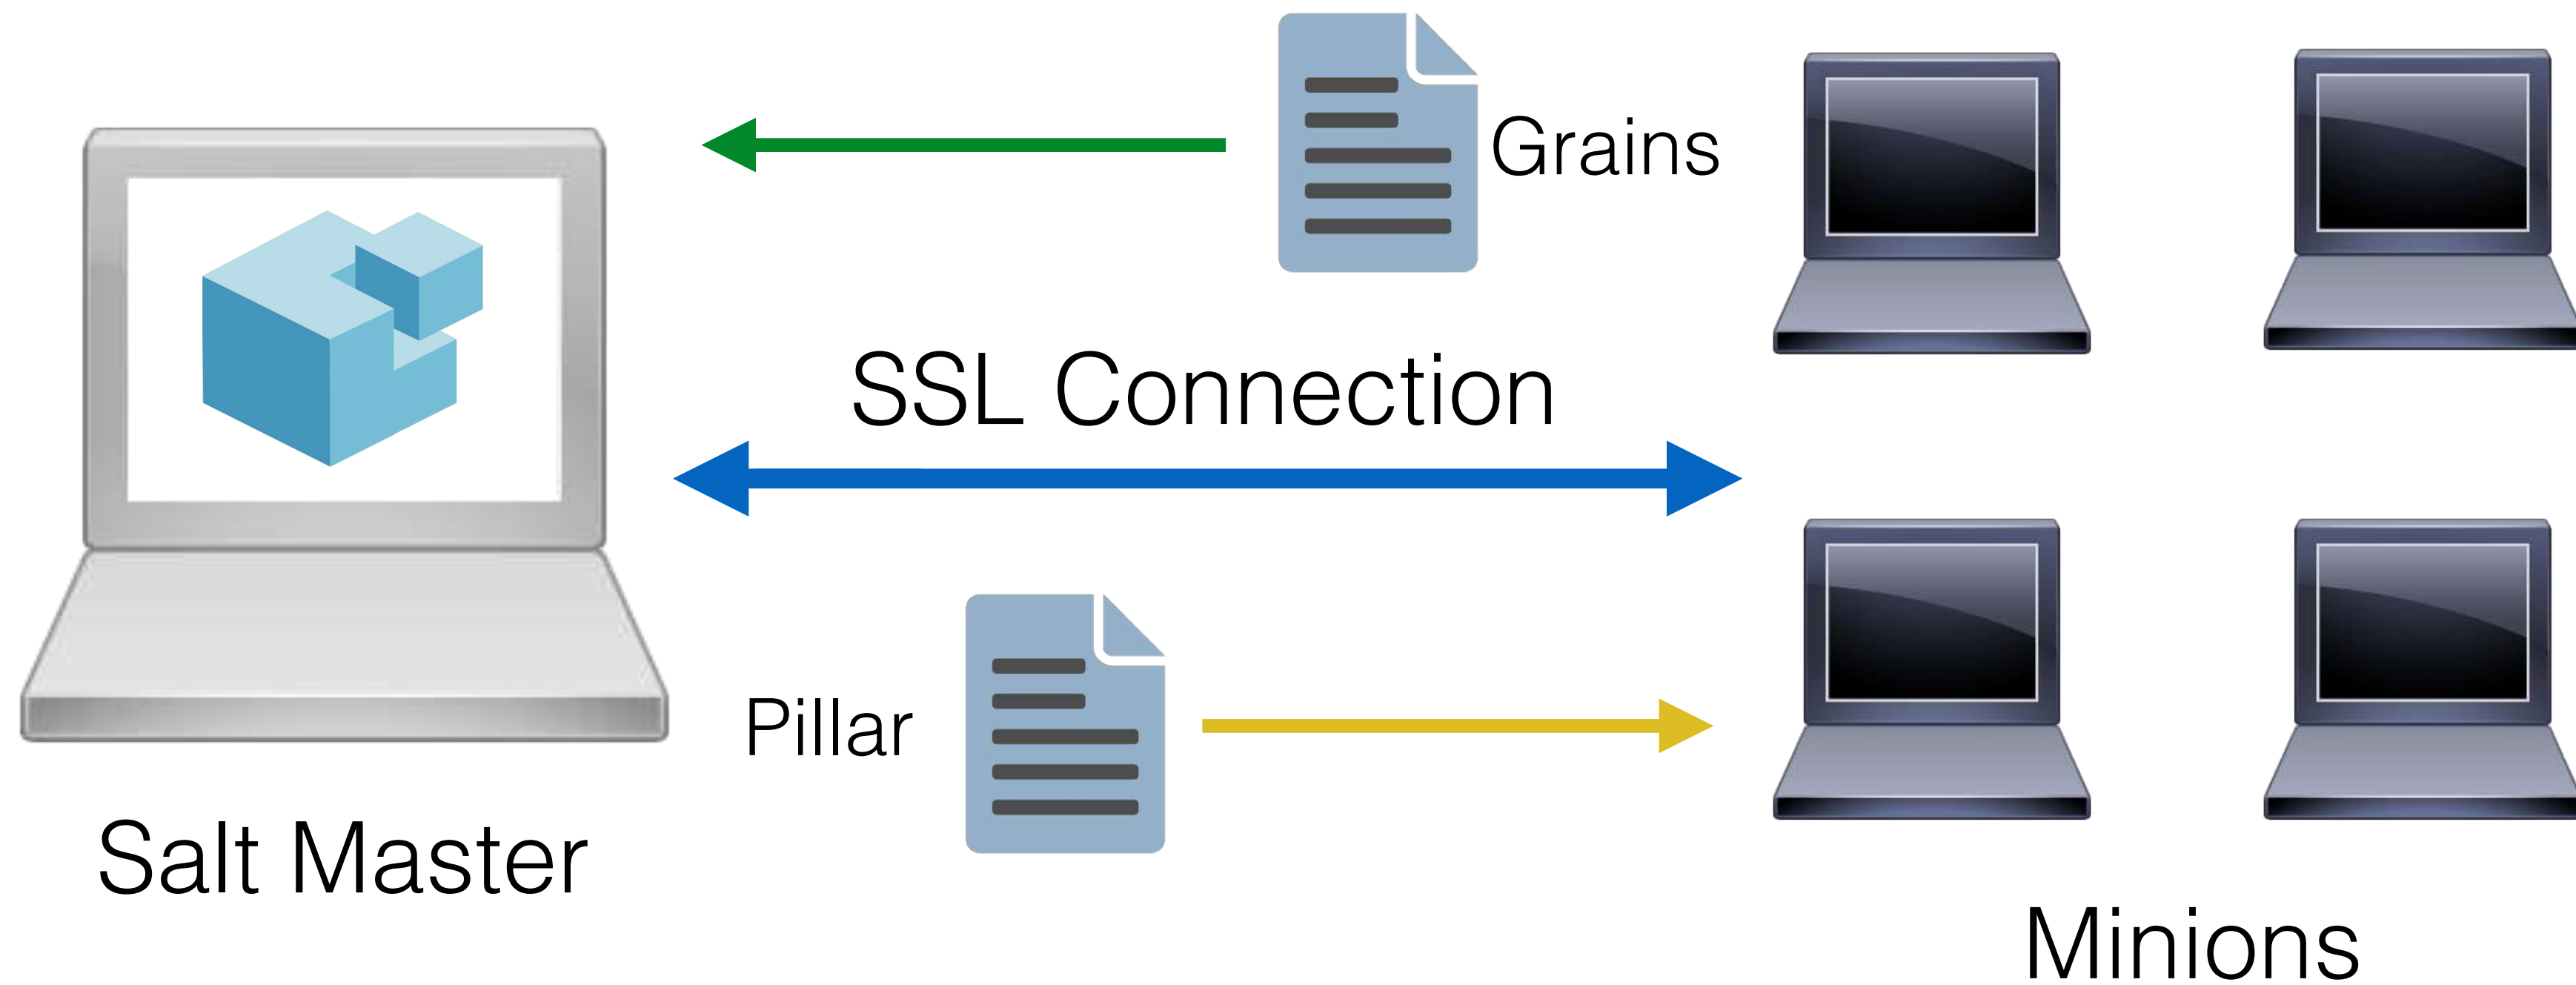 Grains
SSL Connection
Pillar
Salt Master
Minions